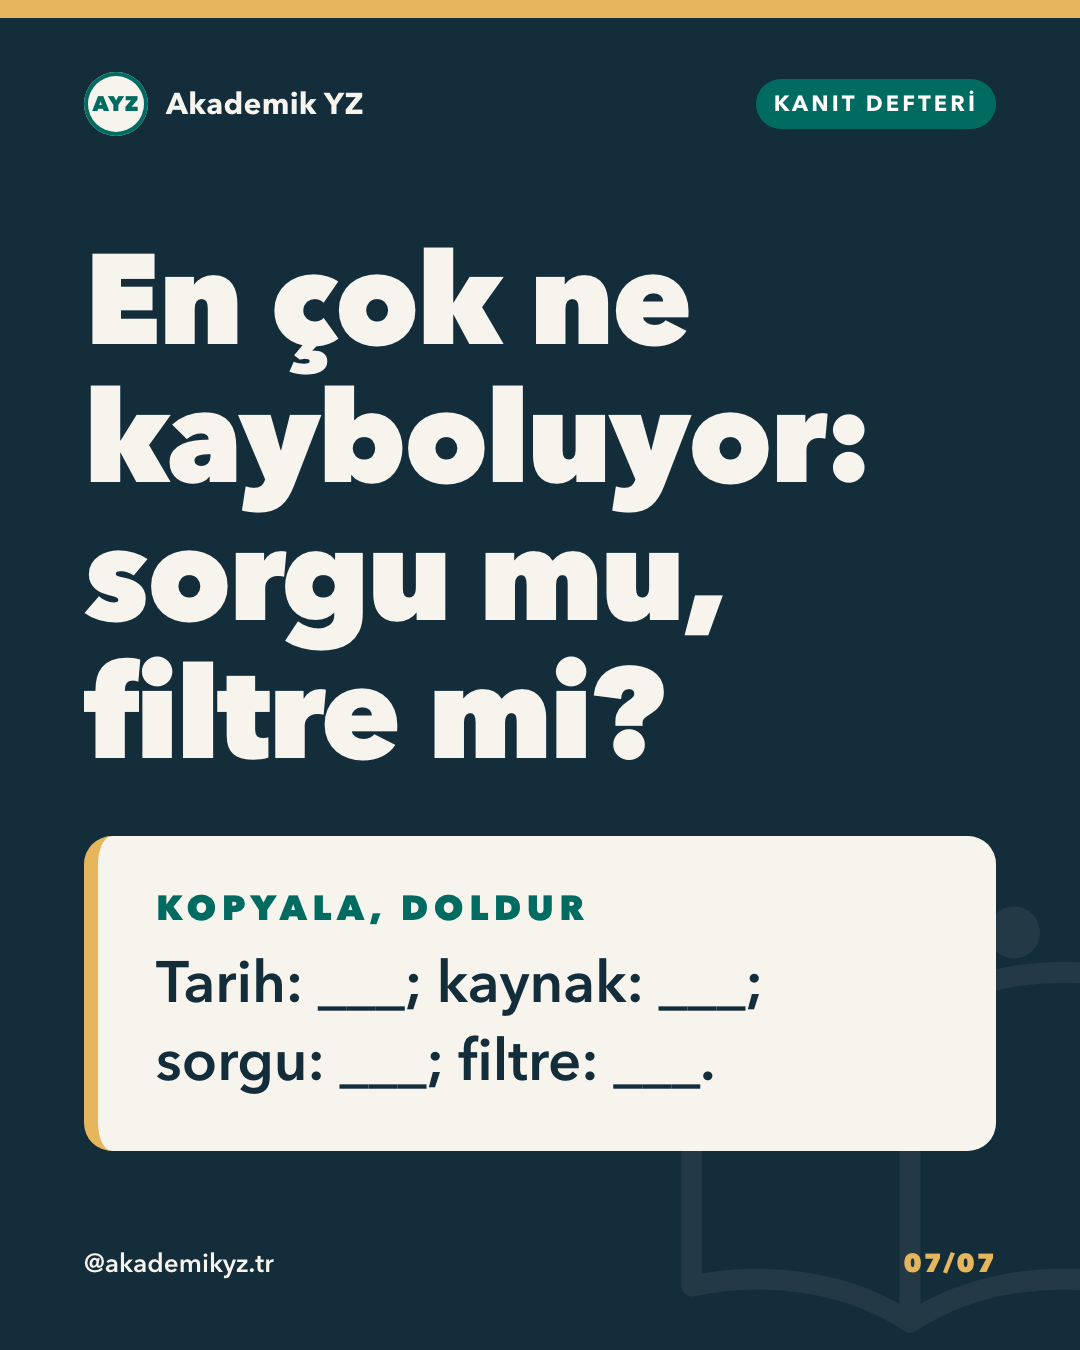 AYZ Akademik YZ
KANIT DEFTERİ
En çok ne
kayboluyor:
sorgu mu,
filtre mi?
KOPYALA, DOLDUR
Tarih: ___; kaynak: ___;
sorgu: ___; filtre: ___.
@akademikyz.tr
07/07